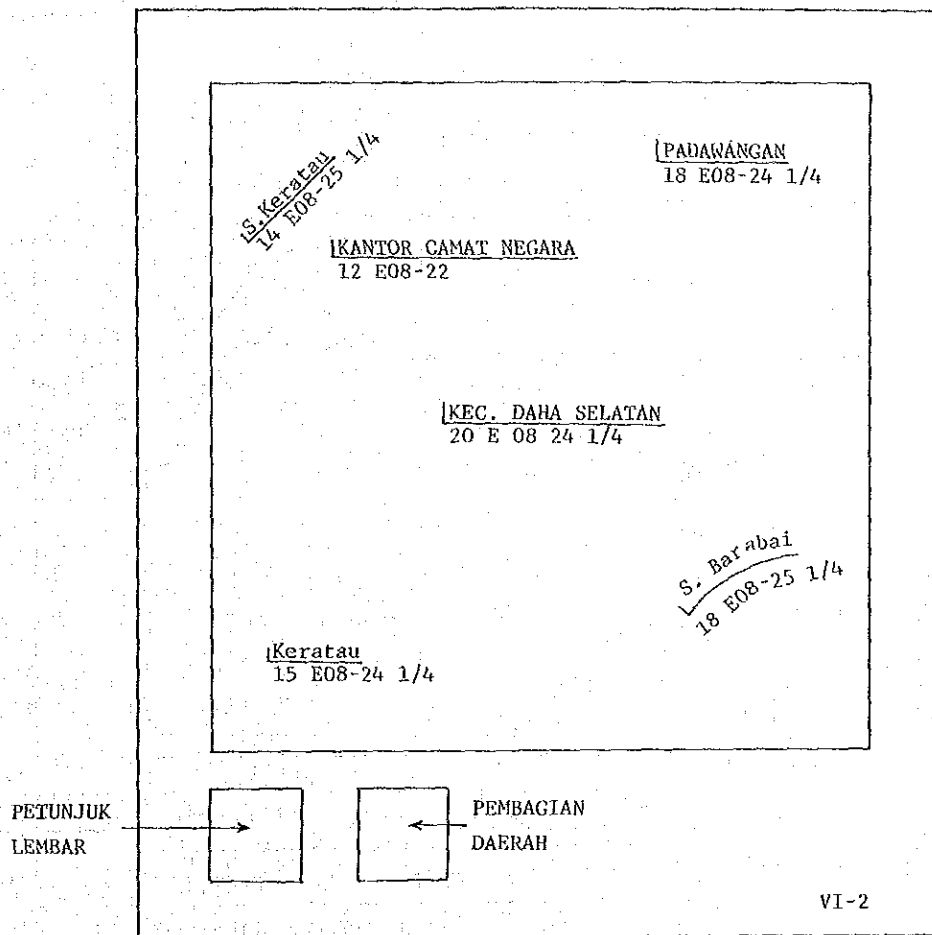 S.Keratau
14 E08-25 1/4
PADAWANGAN
18 E08-24 1/4
KANTOR CAMAT NEGARA
12 E08-22
KEC. DAHA SELATAN
20 E 08 24 1/4
S. Barabai
18 E08-25 1/4
Keratau
15 E08-24 1/4
PETUNJUK
LEMBAR
PEMBAGIAN
DAERAH
VI-2